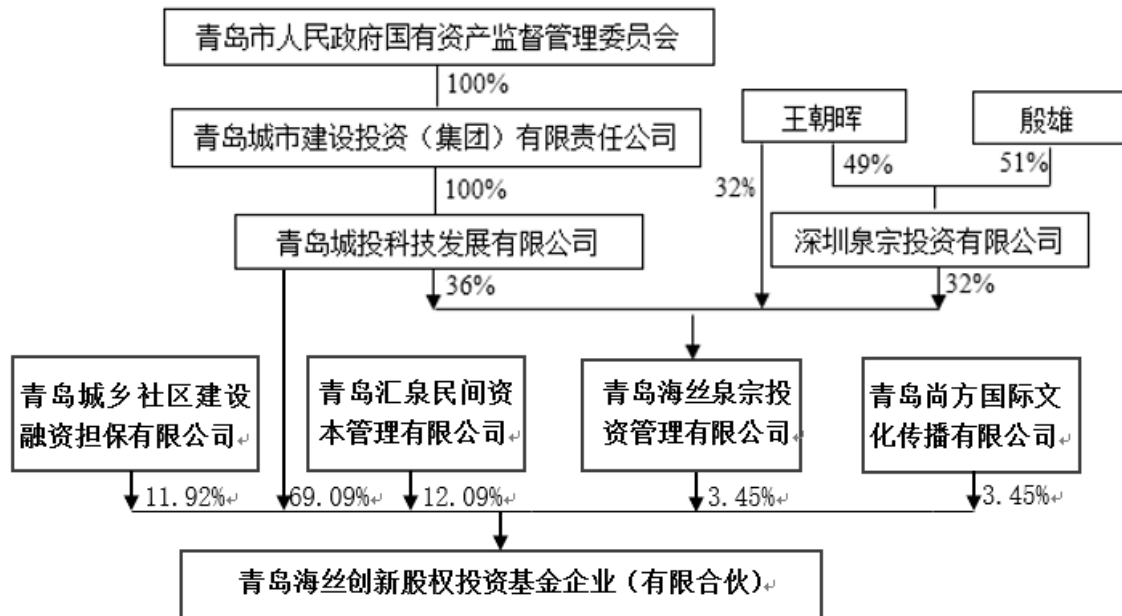 青岛市人民政府国有资产监督管理委员会
100%
青岛城市建设投资（集团）有限责任公司
王朝晖
殷雄
100%
32%
49%
51%
青岛城投科技发展有限公司
深圳泉宗投资有限公司
36%
32%
青岛城乡社区建设
融资担保有限公司
青岛汇泉民间资
本管理有限公司
青岛海丝泉宗投
资管理有限公司
青岛尚方国际文
化传播有限公司
11.92%
69.09%
12.09%
3.45%
3.45%
青岛海丝创新股权投资基金企业（有限合伙）